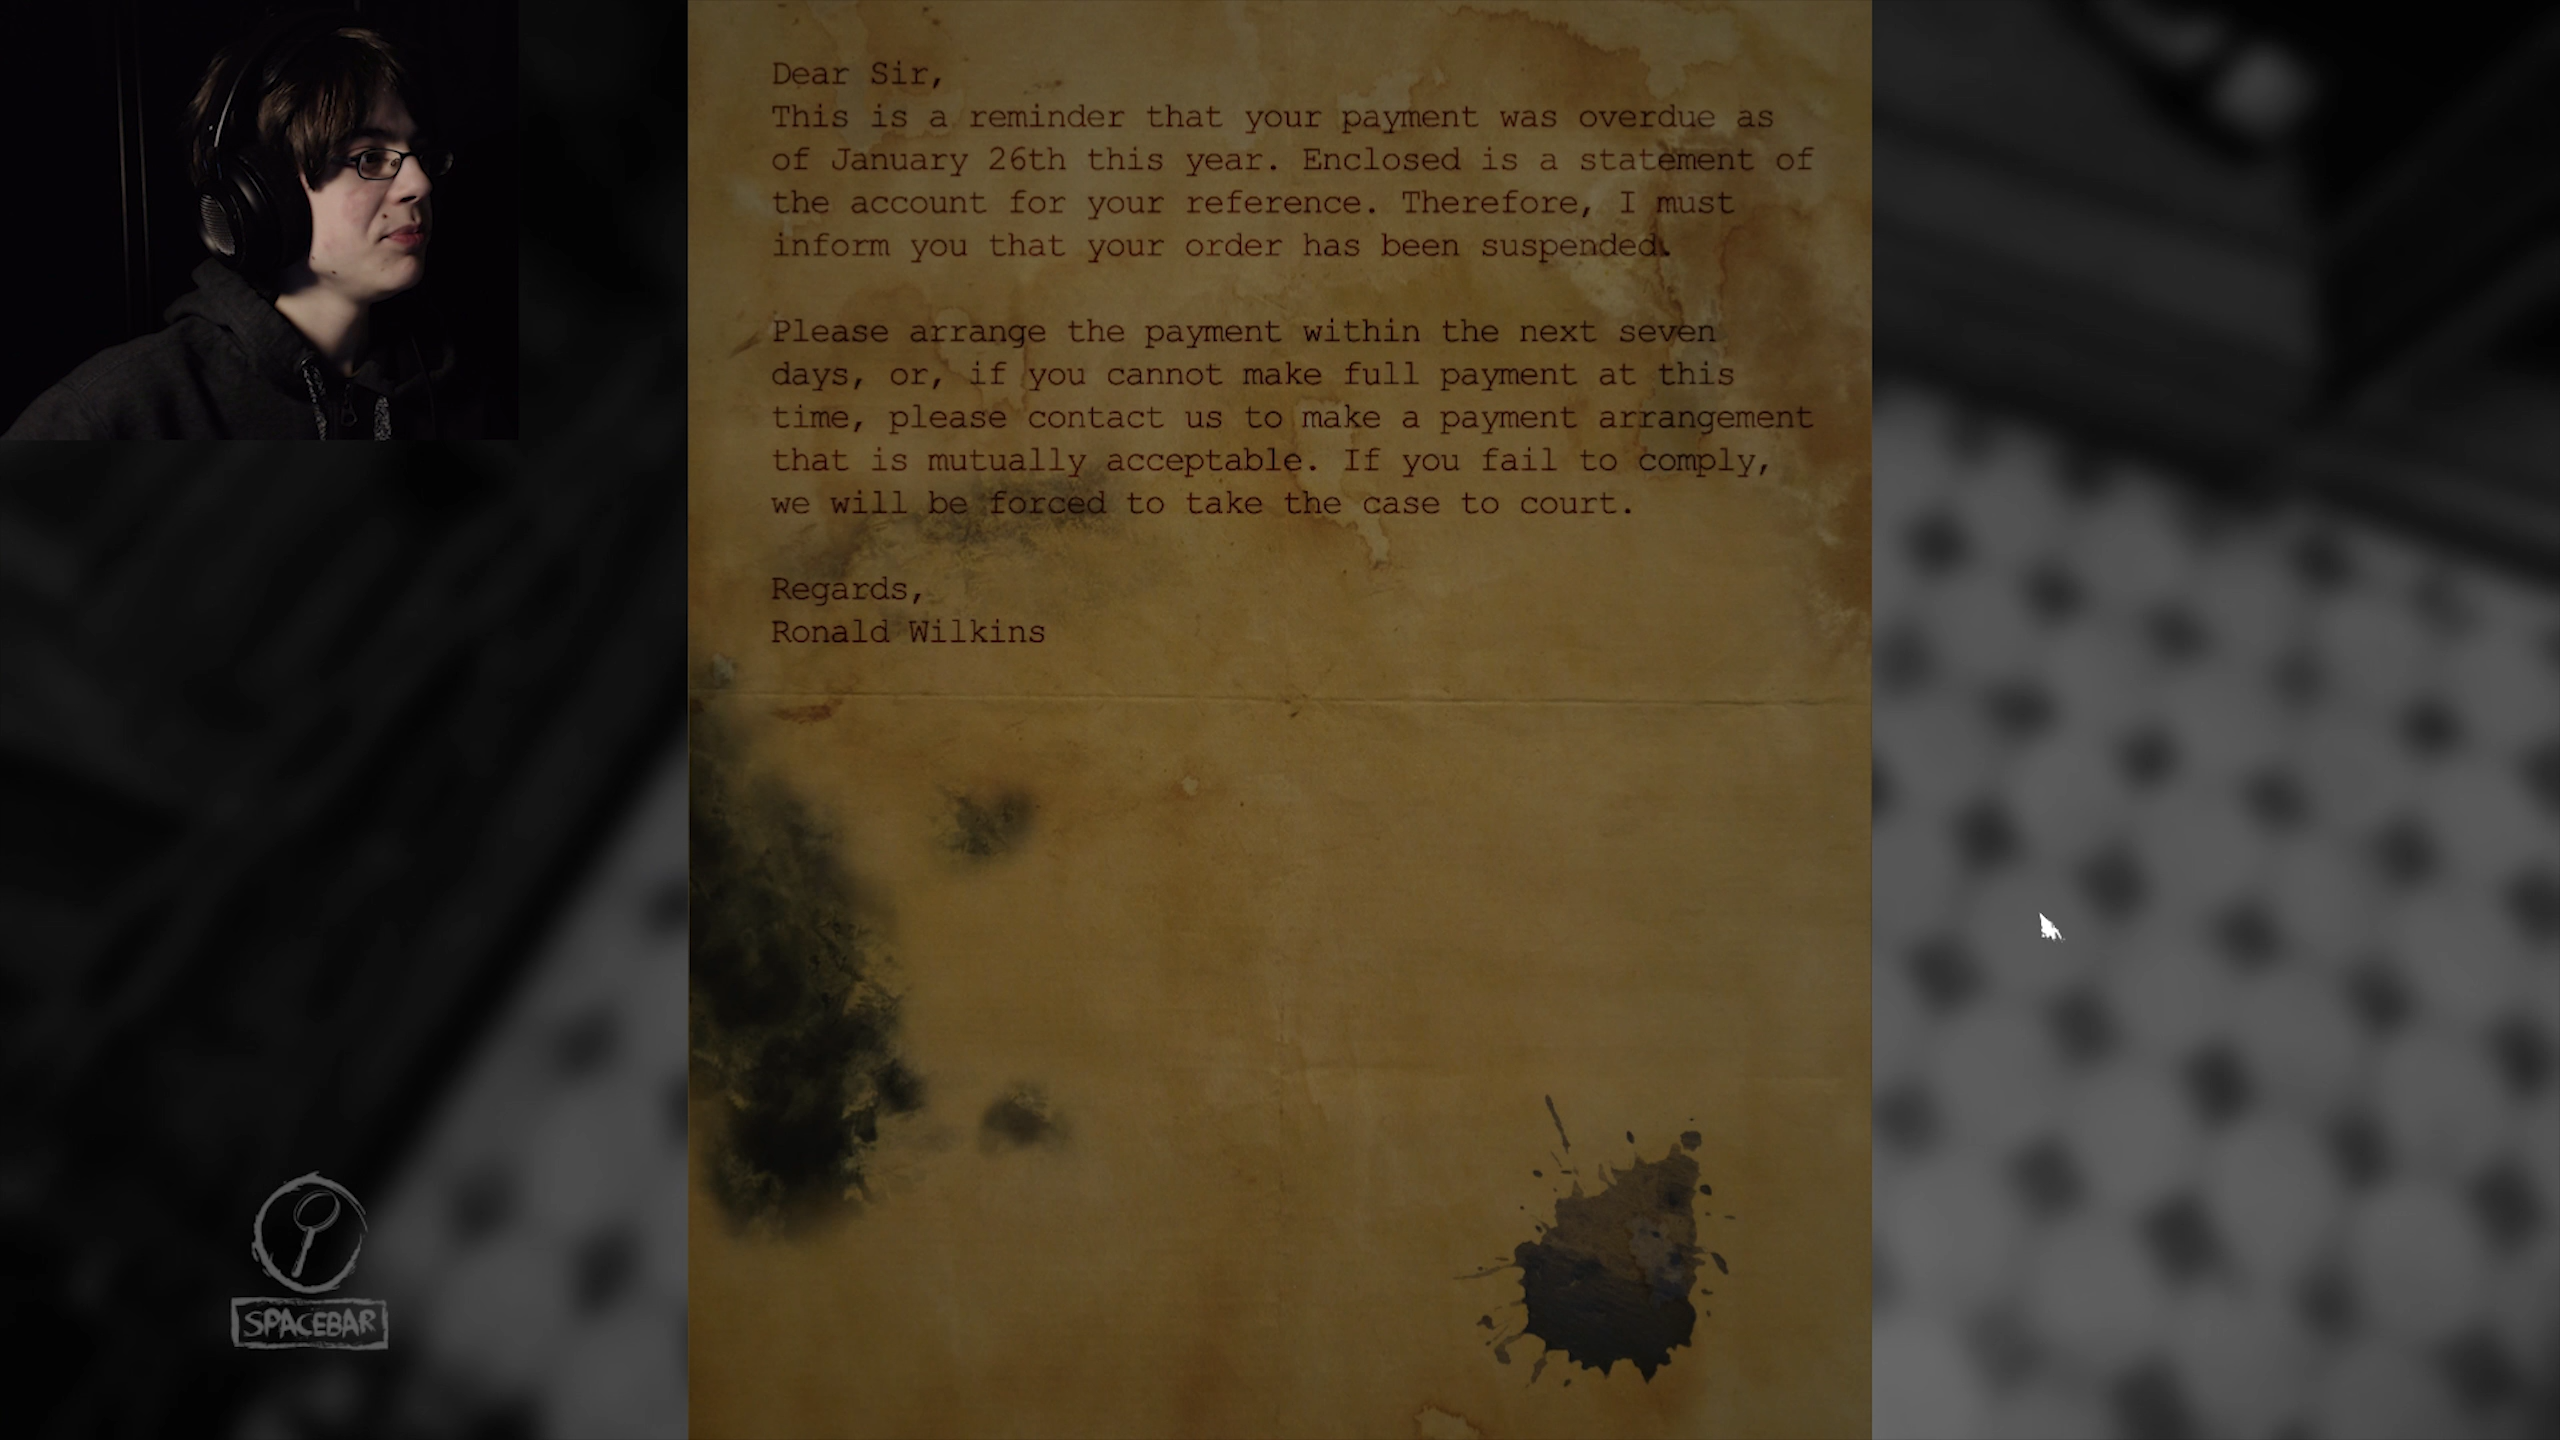 Dear Sir,
This is a reminder that your payment was overdue as
of January 26th this year. Enclosed is a statement of
the account for your reference. Therefore, I must
inform you that your order has been suspended.
Please arrange the payment within the next seven
days, or, if you cannot make full payment at this
time, please contact us to make a payment arrangement
that is mutually acceptable. If you fail to comply,
we will be forced to take the case to court.
Regards,
Ronald Wilkins
SPACEBAR